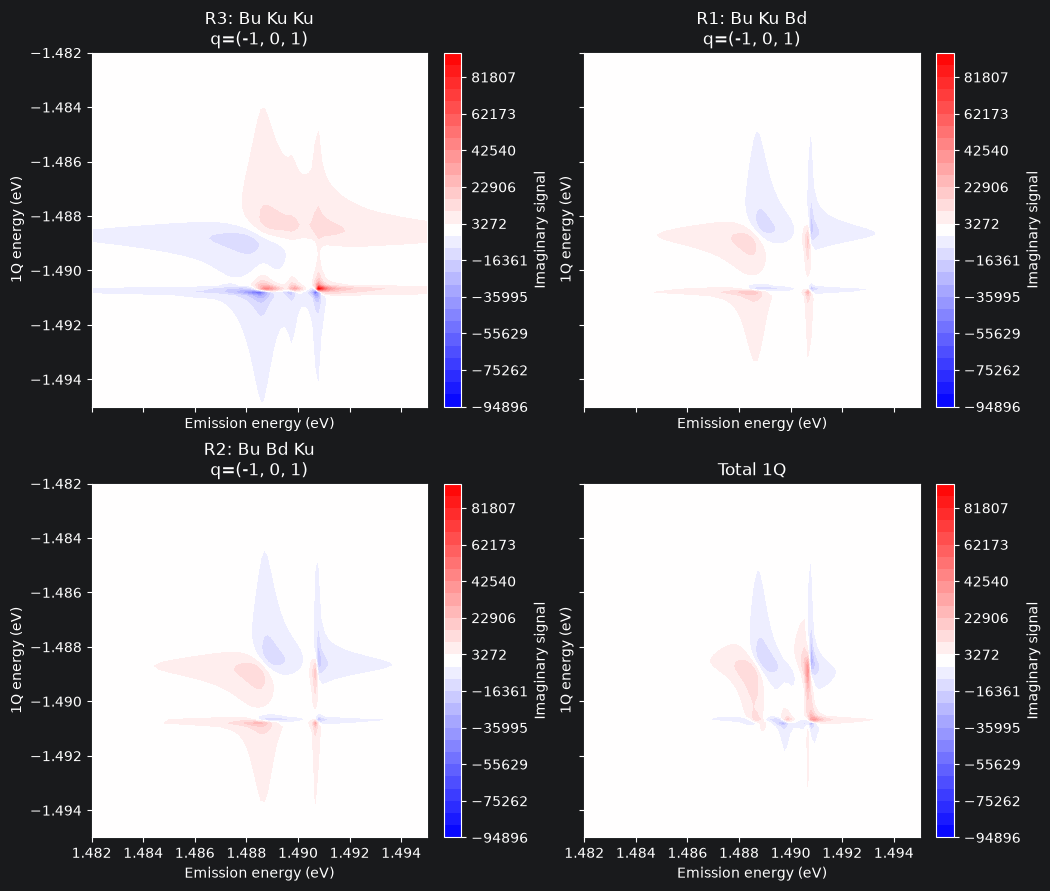 R3: Bu Ku Ku
q=(-1, 0, 1)
−1.482
−1.484
−1.486
−1.488
−1.490
−1.492
−1.494
1Q energy (eV)
Emission energy (eV)
81807
62173
42540
22906
3272
−16361
−35995
−55629
−75262
−94896
Imaginary signal
R1: Bu Ku Bd
q=(-1, 0, 1)
1Q energy (eV)
Emission energy (eV)
81807
62173
42540
22906
3272
−16361
−35995
−55629
−75262
−94896
Imaginary signal
R2: Bu Bd Ku
q=(-1, 0, 1)
−1.482
−1.484
−1.486
−1.488
−1.490
−1.492
−1.494
1Q energy (eV)
1.482 1.484 1.486 1.488 1.490 1.492 1.494
Emission energy (eV)
81807
62173
42540
22906
3272
−16361
−35995
−55629
−75262
−94896
Imaginary signal
Total 1Q
1Q energy (eV)
1.482 1.484 1.486 1.488 1.490 1.492 1.494
Emission energy (eV)
81807
62173
42540
22906
3272
−16361
−35995
−55629
−75262
−94896
Imaginary signal